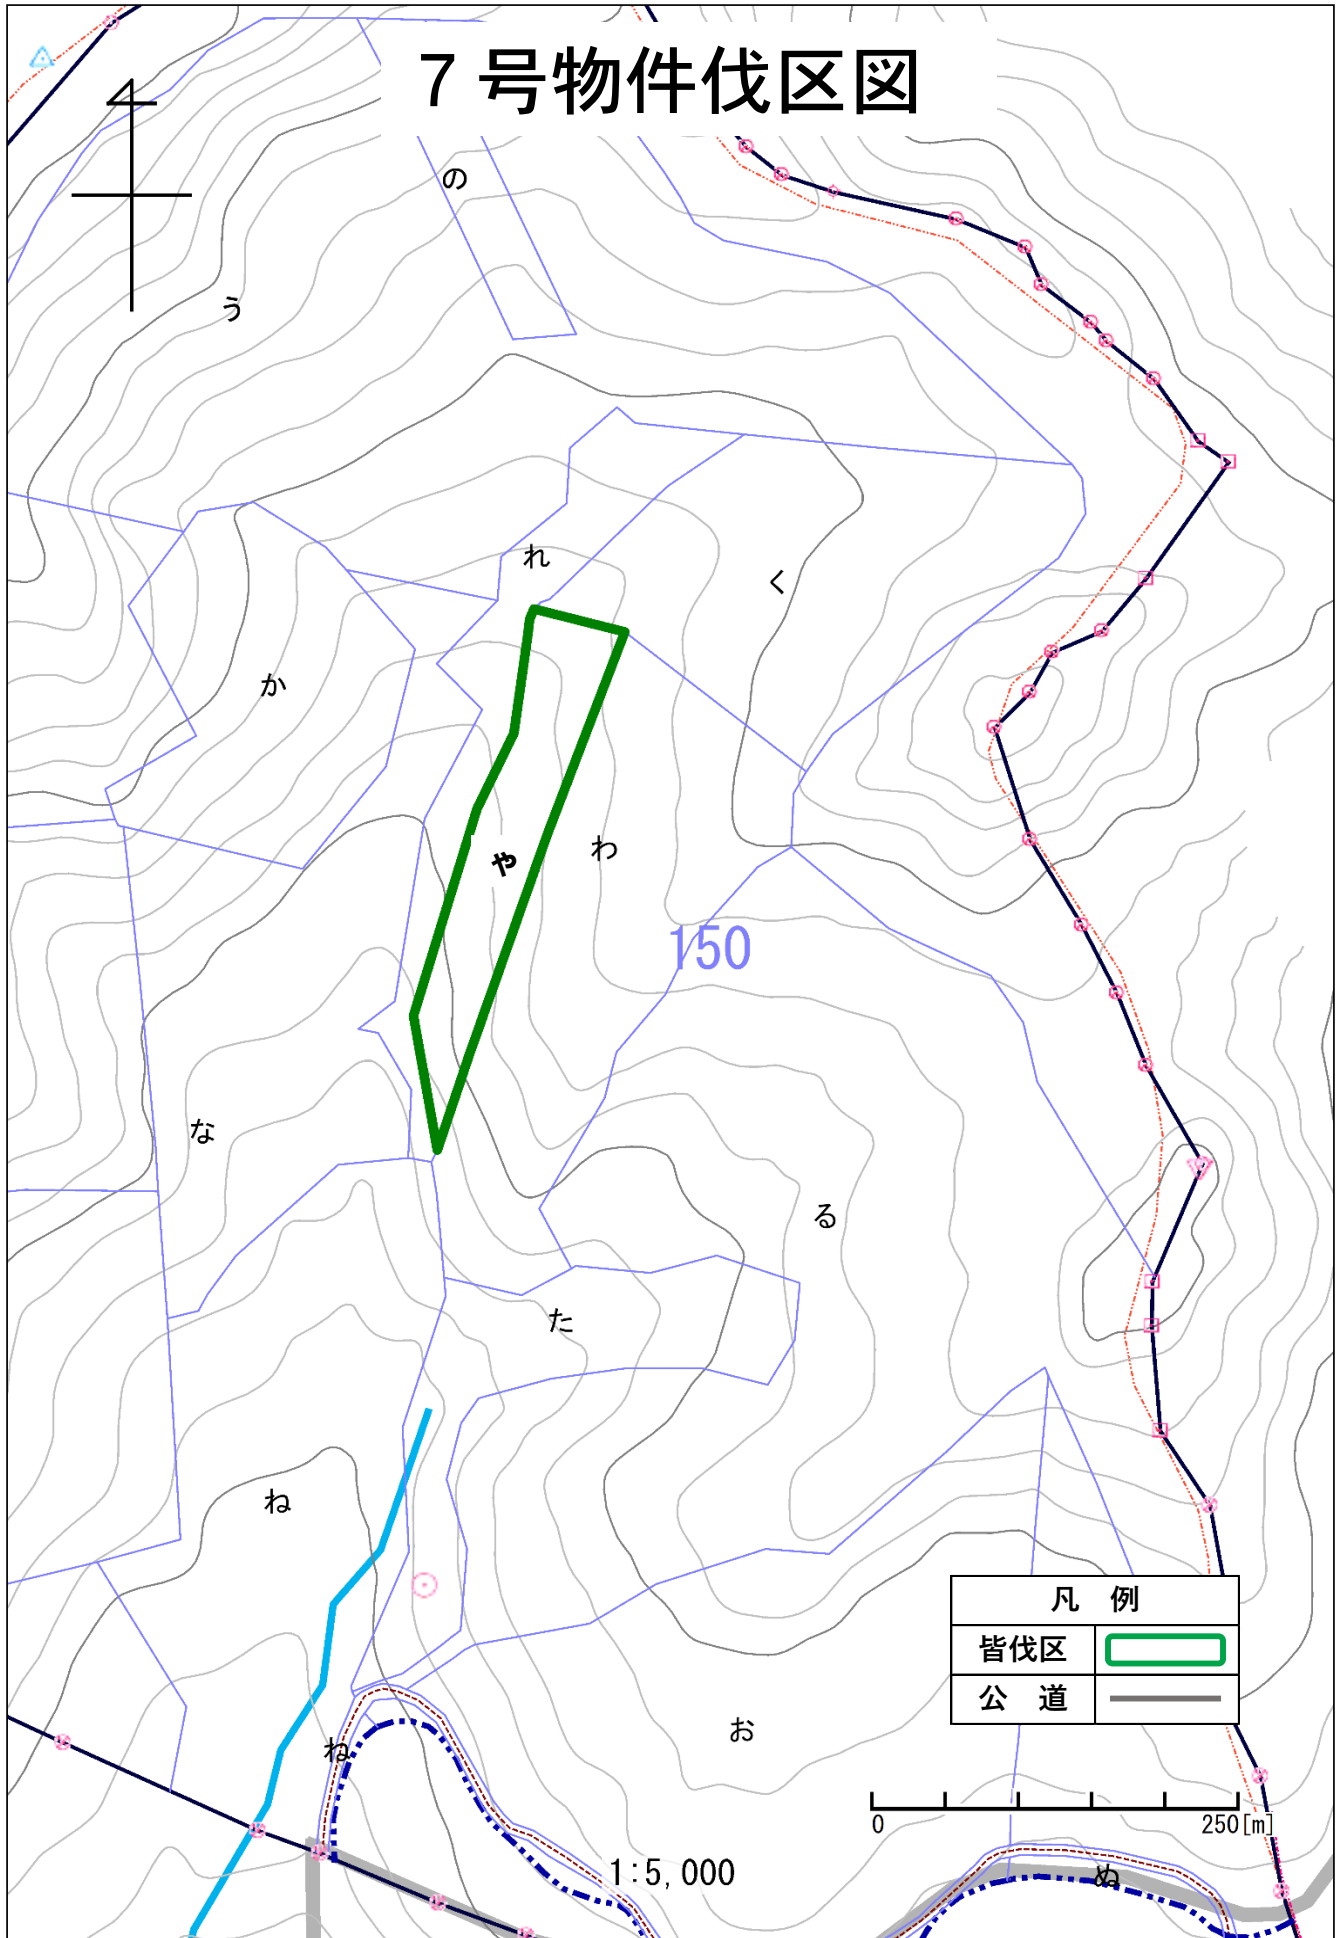 7号物件伐区図
の
う
れ
く
か
や
わ
150
な
る
た
ね
凡 例
皆伐区
公 道
お
ね
0 250[m]
1:5,000
ぬ